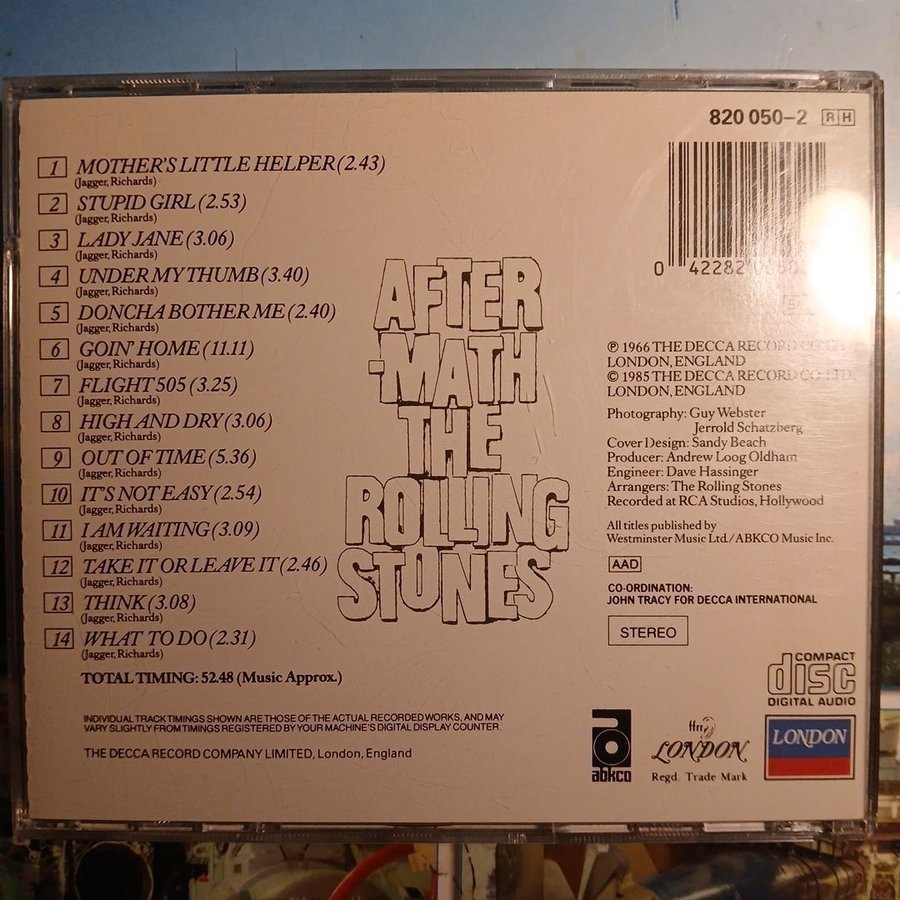 820 050-2 RH
1 MOTHER'S LITTLE HELPER (2.43)
(Jagger, Richards)
2 STUPID GIRL (2.53)
(Jagger, Richards)
3 LADY JANE (3.06)
(Jagger, Richards)
4 UNDER MY THUMB (3.40)
(Jagger, Richards)
5 DONCHA BOTHER ME (2.40)
(Jagger, Richards)
6 GOIN' HOME (11.11)
(Jagger, Richards)
7 FLIGHT 505 (3.25)
(Jagger, Richards)
8 HIGH AND DRY (3.06)
(Jagger, Richards)
9 OUT OF TIME (5.36)
(Jagger, Richards)
10 IT'S NOT EASY (2.54)
(Jagger, Richards)
11 I AM WAITING (3.09)
(Jagger, Richards)
12 TAKE IT OR LEAVE IT (2.46)
(Jagger, Richards)
13 THINK (3.08)
(Jagger, Richards)
14 WHAT TO DO (2.31)
(Jagger, Richards)
TOTAL TIMING: 52.48 (Music Approx.)
AFTER
-MATH
THE
ROLLING
STONES
0 42282
℗ 1966 THE DECCA RECORD
LONDON, ENGLAND
© 1985 THE DECCA RECORD CO. LTD.
LONDON, ENGLAND
Photography: Guy Webster
Jerrold Schatzberg
Cover Design: Sandy Beach
Producer: Andrew Loog Oldham
Engineer: Dave Hassinger
Arrangers: The Rolling Stones
Recorded at RCA Studios, Hollywood
All titles published by
Westminster Music Ltd./ABKCO Music Inc.
AAD
CO-ORDINATION:
JOHN TRACY FOR DECCA INTERNATIONAL
STEREO
COMPACT
disc
DIGITAL AUDIO
INDIVIDUAL TRACK TIMINGS SHOWN ARE THOSE OF THE ACTUAL RECORDED WORKS, AND MAY
VARY SLIGHTLY FROM TIMINGS REGISTERED BY YOUR MACHINE'S DIGITAL DISPLAY COUNTER.
THE DECCA RECORD COMPANY LIMITED, London, England
abkco
ffrr
LONDON
Regd. Trade Mark
LONDON